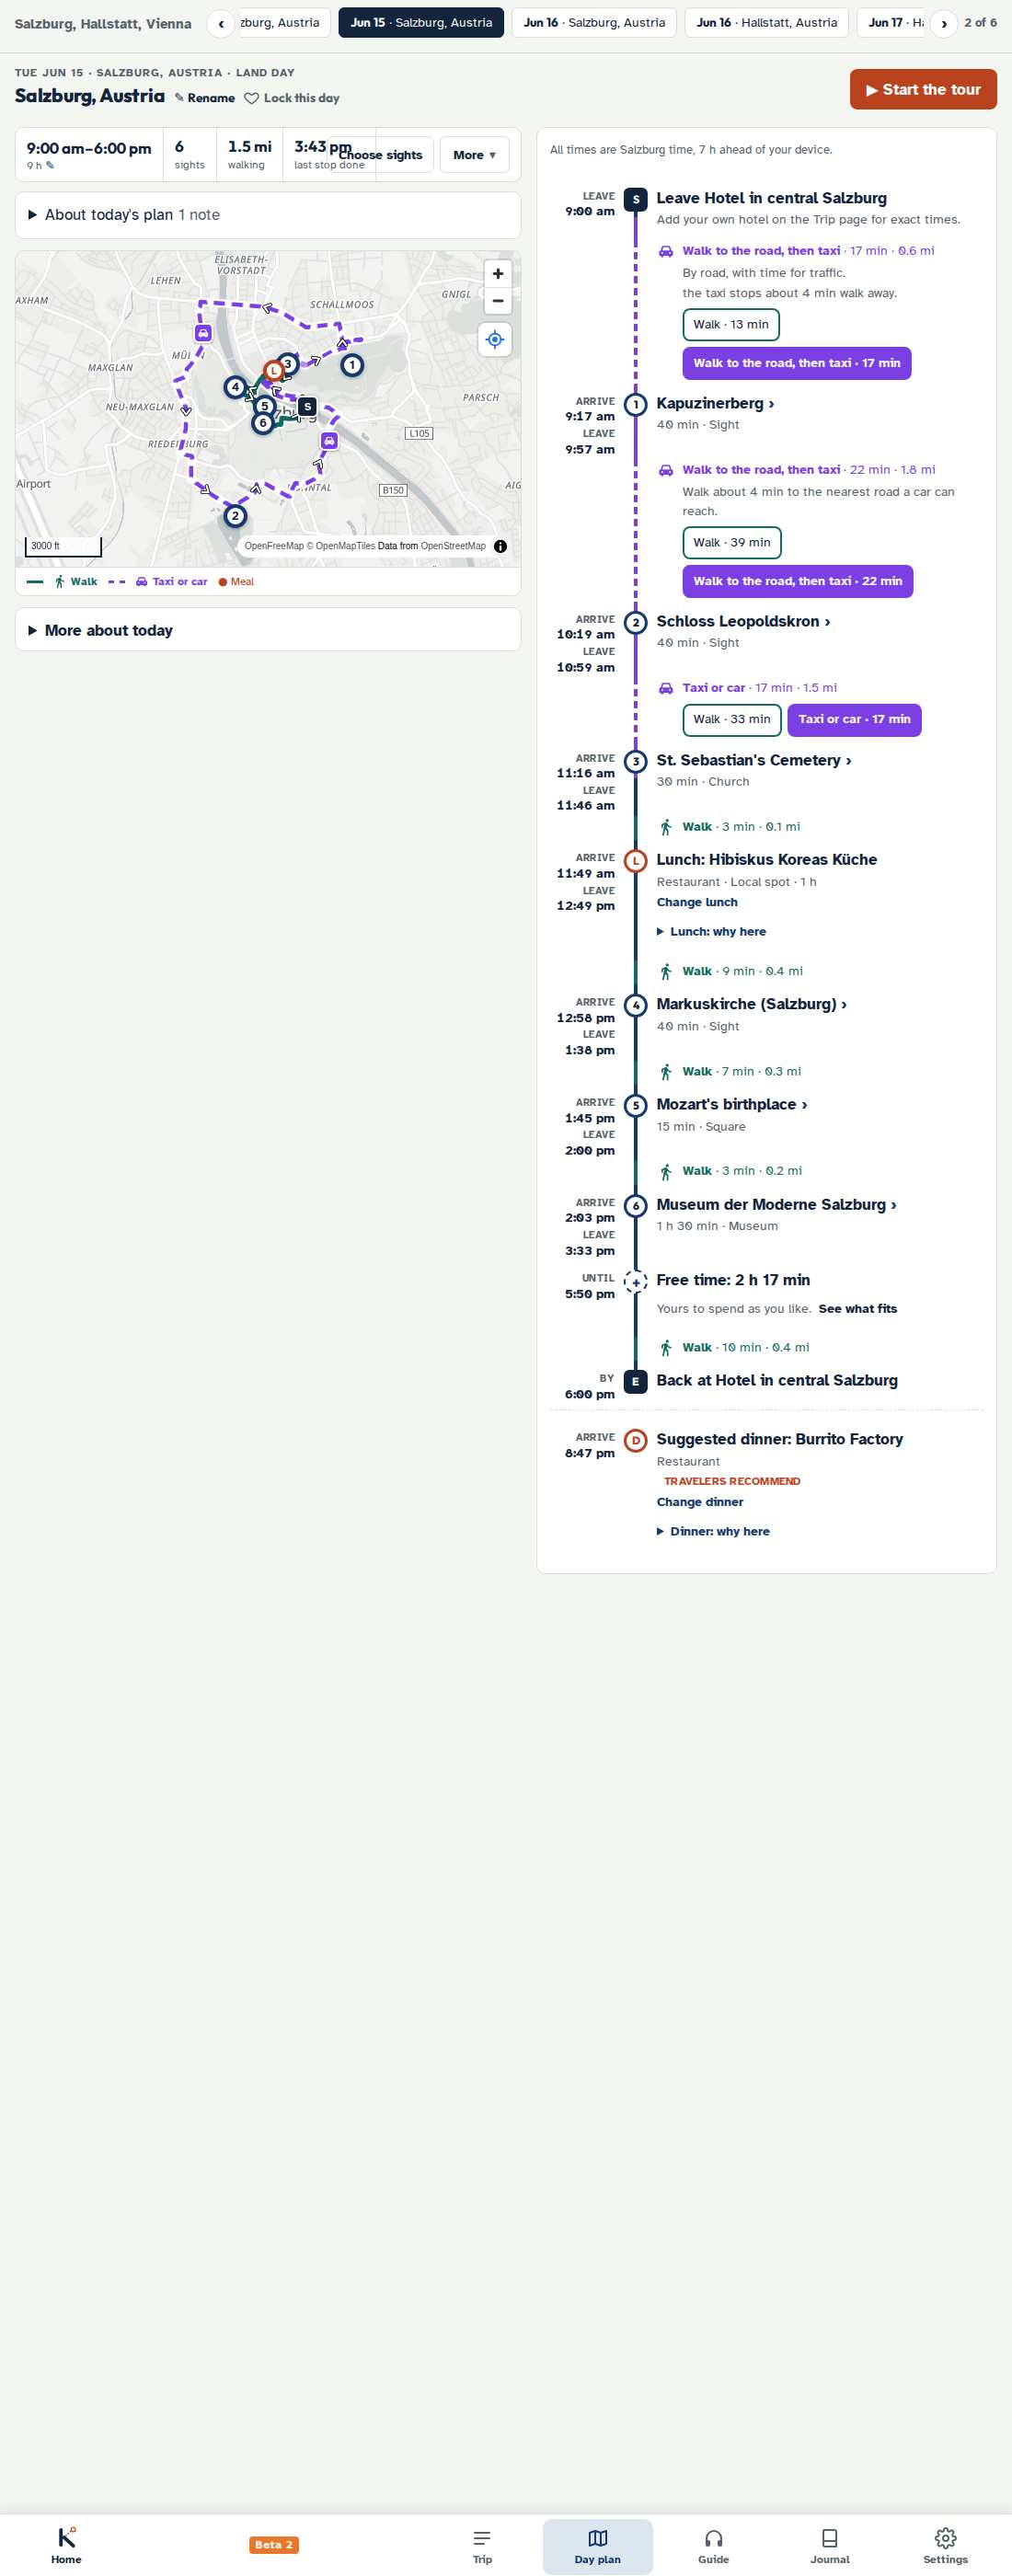 Salzburg, Hallstatt, Vienna
‹
zburg, Austria
Jun 15 · Salzburg, Austria
Jun 16 · Salzburg, Austria
Jun 16 · Hallstatt, Austria
Jun 17 · Ha
›
2 of 6
TUE JUN 15 · SALZBURG, AUSTRIA · LAND DAY
Salzburg, Austria ✎ Rename Lock this day
▶ Start the tour
9:00 am–6:00 pm
9 h ✎
6
sights
1.5 mi
walking
3:43 pm
last stop done
Choose sights
More ▾
▶ About today's plan 1 note
ELISABETH-
VORSTADT
LEHEN
GNIGL
AXHAM
SCHALLMOOS
MAXGLAN
NEU-MAXGLAN
PARSCH
L105
RIEDENBURG
Airport
B150
AIG
+
−
S
L
1
2
3
4
5
6
3000 ft
OpenFreeMap © OpenMapTiles Data from OpenStreetMap
Walk
Taxi or car
Meal
▶ More about today
All times are Salzburg time, 7 h ahead of your device.
LEAVE
9:00 am
S
Leave Hotel in central Salzburg
Add your own hotel on the Trip page for exact times.
Walk to the road, then taxi · 17 min · 0.6 mi
By road, with time for traffic.
the taxi stops about 4 min walk away.
Walk · 13 min
Walk to the road, then taxi · 17 min
ARRIVE
9:17 am
LEAVE
9:57 am
1
Kapuzinerberg ›
40 min · Sight
Walk to the road, then taxi · 22 min · 1.8 mi
Walk about 4 min to the nearest road a car can
reach.
Walk · 39 min
Walk to the road, then taxi · 22 min
ARRIVE
10:19 am
LEAVE
10:59 am
2
Schloss Leopoldskron ›
40 min · Sight
Taxi or car · 17 min · 1.5 mi
Walk · 33 min
Taxi or car · 17 min
ARRIVE
11:16 am
LEAVE
11:46 am
3
St. Sebastian's Cemetery ›
30 min · Church
Walk · 3 min · 0.1 mi
ARRIVE
11:49 am
LEAVE
12:49 pm
L
Lunch: Hibiskus Koreas Küche
Restaurant · Local spot · 1 h
Change lunch
▶ Lunch: why here
Walk · 9 min · 0.4 mi
ARRIVE
12:58 pm
LEAVE
1:38 pm
4
Markuskirche (Salzburg) ›
40 min · Sight
Walk · 7 min · 0.3 mi
ARRIVE
1:45 pm
LEAVE
2:00 pm
5
Mozart's birthplace ›
15 min · Square
Walk · 3 min · 0.2 mi
ARRIVE
2:03 pm
LEAVE
3:33 pm
6
Museum der Moderne Salzburg ›
1 h 30 min · Museum
UNTIL
5:50 pm
+
Free time: 2 h 17 min
Yours to spend as you like. See what fits
Walk · 10 min · 0.4 mi
BY
6:00 pm
E
Back at Hotel in central Salzburg
ARRIVE
8:47 pm
D
Suggested dinner: Burrito Factory
Restaurant
TRAVELERS RECOMMEND
Change dinner
▶ Dinner: why here
Home
Beta 2
Trip
Day plan
Guide
Journal
Settings